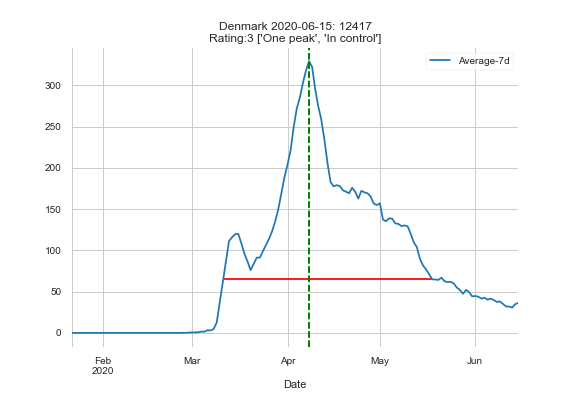 Denmark 2020-06-15: 12417
Rating:3 ['One peak', 'In control']
Average-7d
300
250
200
150
100
50
0
Feb
2020
Mar
Apr
May
Jun
Date